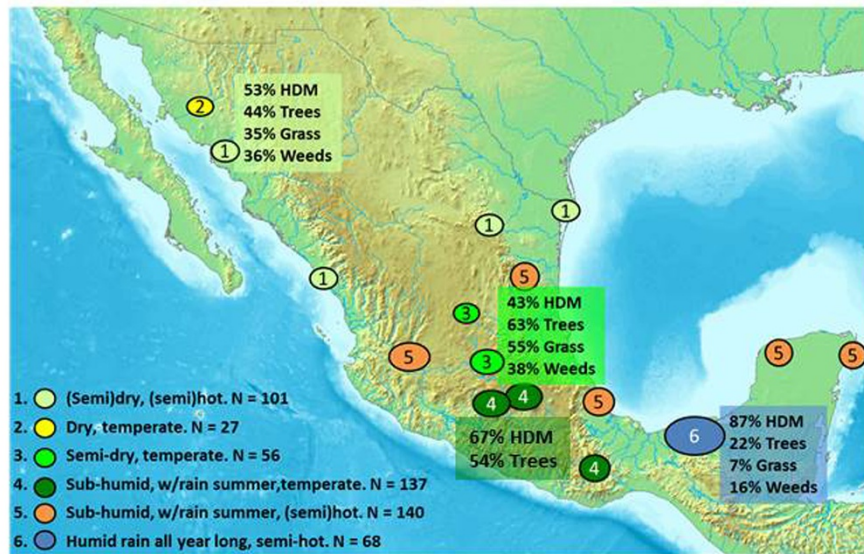 53% HDM
44% Trees
35% Grass
36% Weeds
2
1
1
1
1
5
43% HDM
63% Trees
55% Grass
38% Weeds
3
5
3
5
5
4
4
5
67% HDM
54% Trees
4
6
87% HDM
22% Trees
7% Grass
16% Weeds
1. (Semi)dry, (semi)hot. N = 101
2. Dry, temperate. N = 27
3. Semi-dry, temperate. N = 56
4. Sub-humid, w/rain summer,temperate. N = 137
5. Sub-humid, w/rain summer, (semi)hot. N = 140
6. Humid rain all year long, semi-hot. N = 68